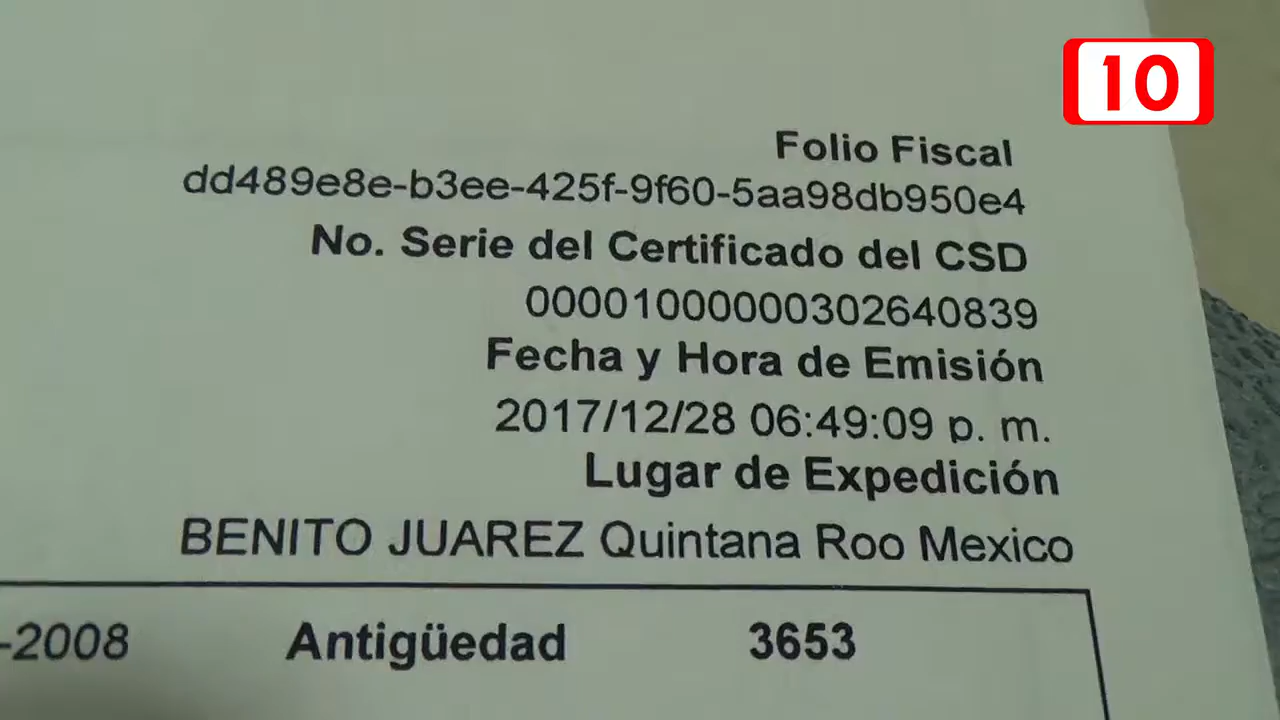 10
Folio Fiscal
dd489e8e-b3ee-425f-9f60-5aa98db950e4
No. Serie del Certificado del CSD
00001000000302640839
Fecha y Hora de Emisión
2017/12/28 06:49:09 p. m.
Lugar de Expedición
BENITO JUAREZ Quintana Roo Mexico
-2008 Antigüedad 3653